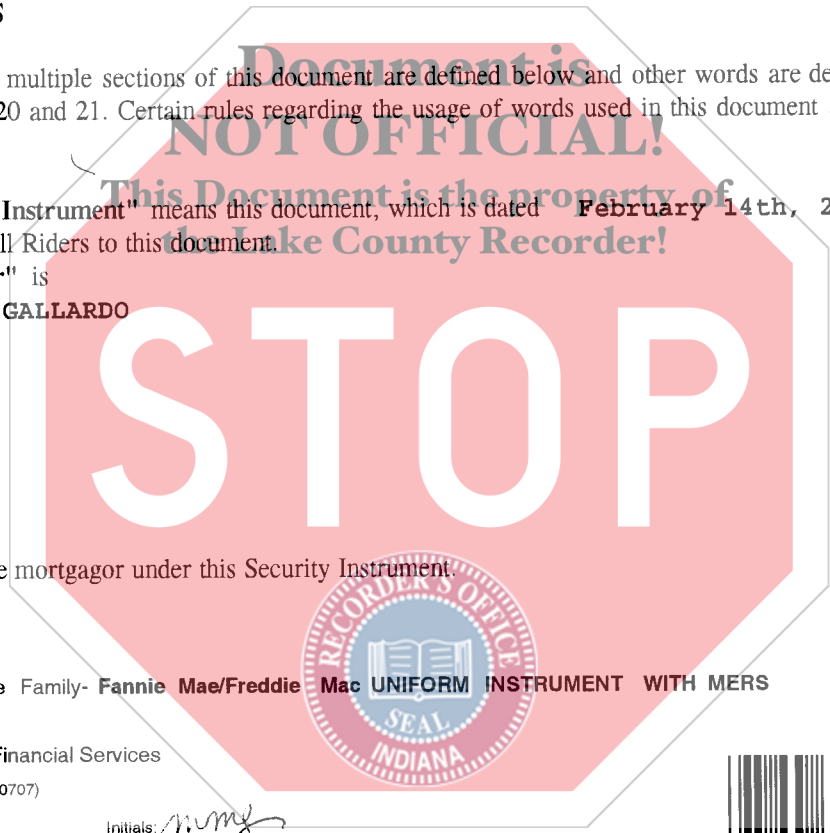 S
Document is
multiple sections of this document are defined below and other words are de
20 and 21. Certain rules regarding the usage of words used in this document
NOT OFFICIAL!
This Document is the property of
Instrument" means this document, which is dated February 14th, 2
ll Riders to this document.
the Lake County Recorder!
r" is
GALLARDO
STOP
e mortgagor under this Security Instrument.
RECORDER'S OFFICE
SEAL
INDIANA
e Family- Fannie Mae/Freddie Mac UNIFORM INSTRUMENT WITH MERS
Financial Services
0707)
Initials: